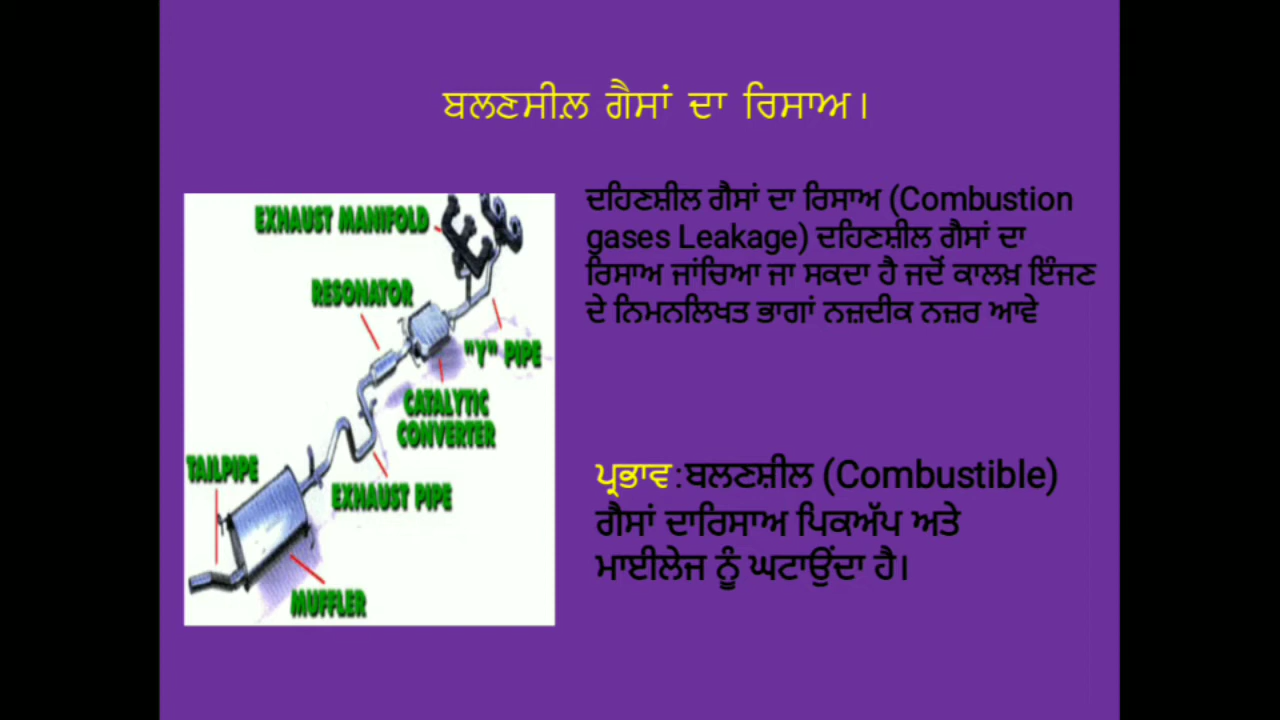 ਬਲਣਸੀਲ਼ ਗੈਸਾਂ ਦਾ ਰਿਸਾਅ।
ਦਹਿਣਸ਼ੀਲ ਗੈਸਾਂ ਦਾ ਰਿਸਾਅ (Combustion
gases Leakage) ਦਹਿਣਸ਼ੀਲ ਗੈਸਾਂ ਦਾ
ਰਿਸਾਅ ਜਾਂਚਿਆ ਜਾ ਸਕਦਾ ਹੈ ਜਦੋਂ ਕਾਲਖ਼ ਇੰਜਣ
ਦੇ ਨਿਮਨਲਿਖਤ ਭਾਗਾਂ ਨਜ਼ਦੀਕ ਨਜ਼ਰ ਆਵੇ
EXHAUST MANIFOLD
RESONATOR
"Y" PIPE
CATALYTIC
CONVERTER
TAILPIPE
EXHAUST PIPE
MUFFLER
ਪ੍ਰਭਾਵ:ਬਲਣਸ਼ੀਲ (Combustible)
ਗੈਸਾਂ ਦਾਰਿਸਾਅ ਪਿਕਅੱਪ ਅਤੇ
ਮਾਈਲੇਜ ਨੂੰ ਘਟਾਉਂਦਾ ਹੈ।